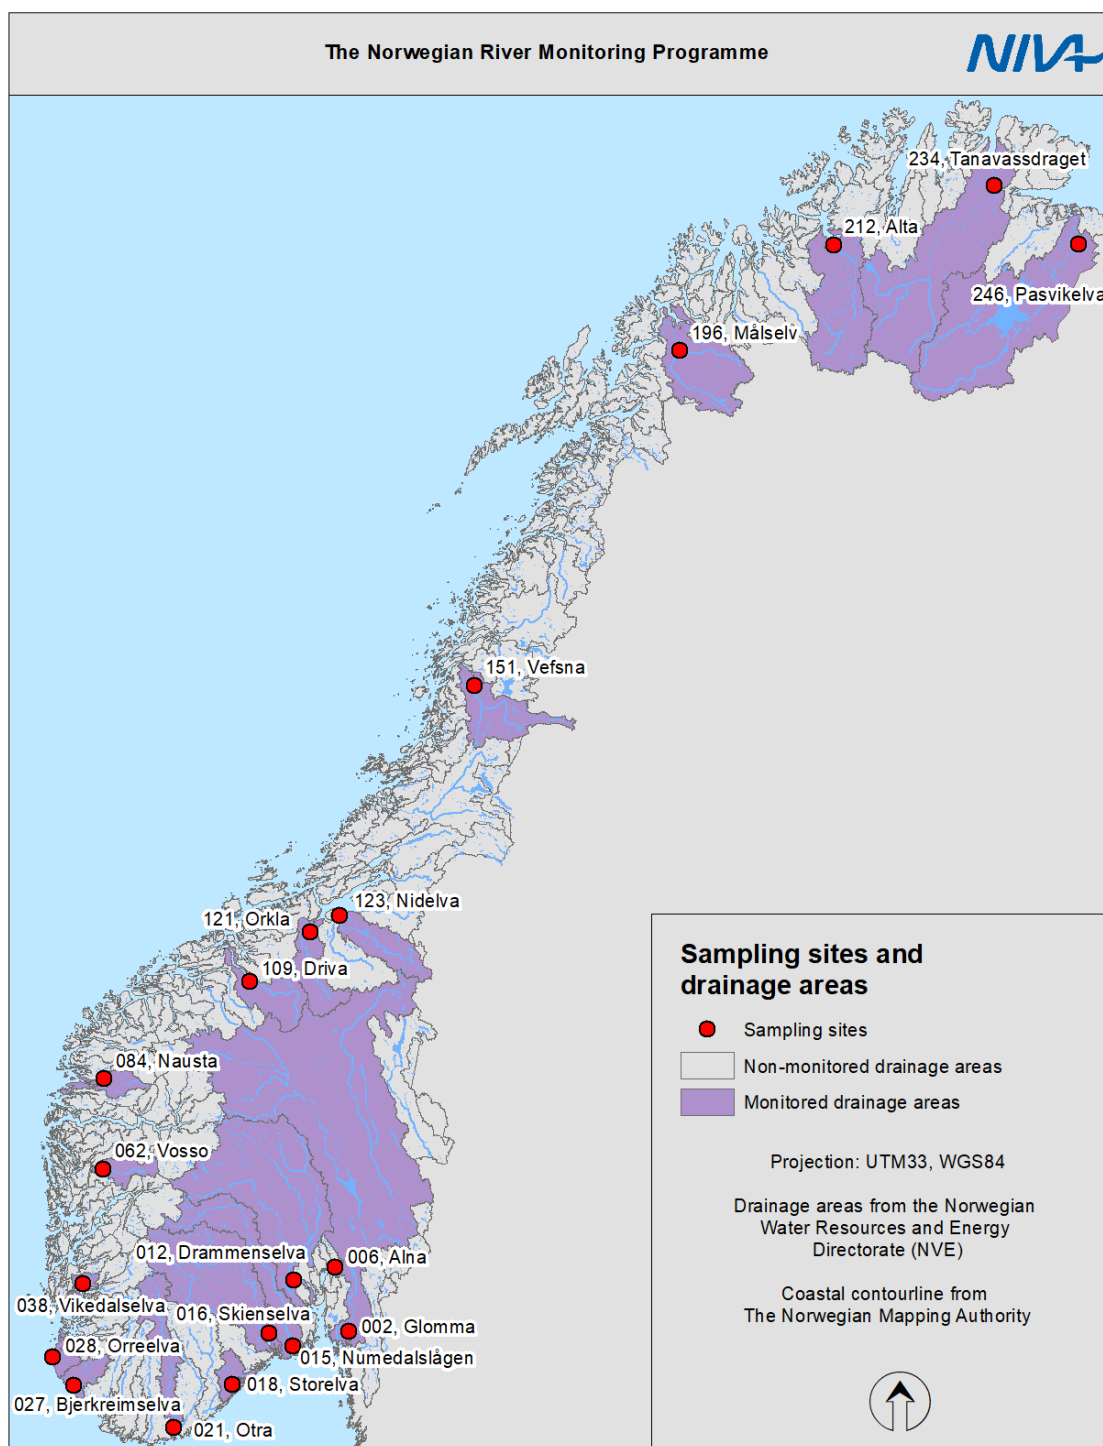 The Norwegian River Monitoring Programme
NIVA
234, Tanavassdraget
212, Alta
246, Pasvikelva
196, Målselv
151, Vefsna
123, Nidelva
121, Orkla
109, Driva
084, Nausta
062, Vosso
012, Drammenselva
006, Alna
038, Vikedalselva
016, Skienselva
002, Glomma
028, Orreelva
015, Numedalslågen
018, Storelva
027, Bjerkreimselva
021, Otra
Sampling sites and
drainage areas
Sampling sites
Non-monitored drainage areas
Monitored drainage areas
Projection: UTM33, WGS84
Drainage areas from the Norwegian
Water Resources and Energy
Directorate (NVE)
Coastal contourline from
The Norwegian Mapping Authority